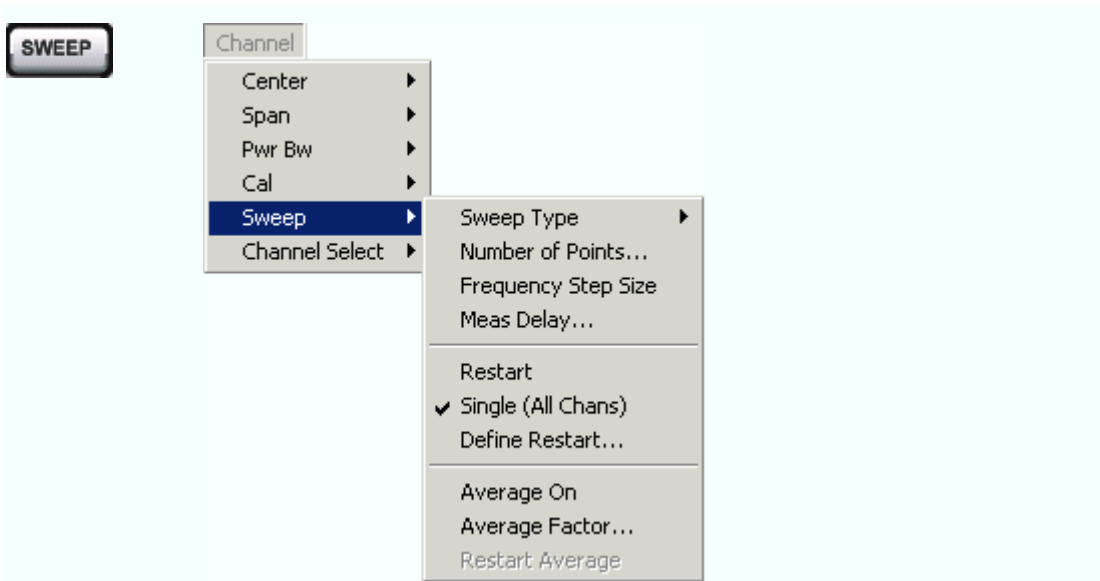 SWEEP
Channel
Center
Span
Pwr Bw
Cal
Sweep
Channel Select
Sweep Type
Number of Points...
Frequency Step Size
Meas Delay...
Restart
Single (All Chans)
Define Restart...
Average On
Average Factor...
Restart Average